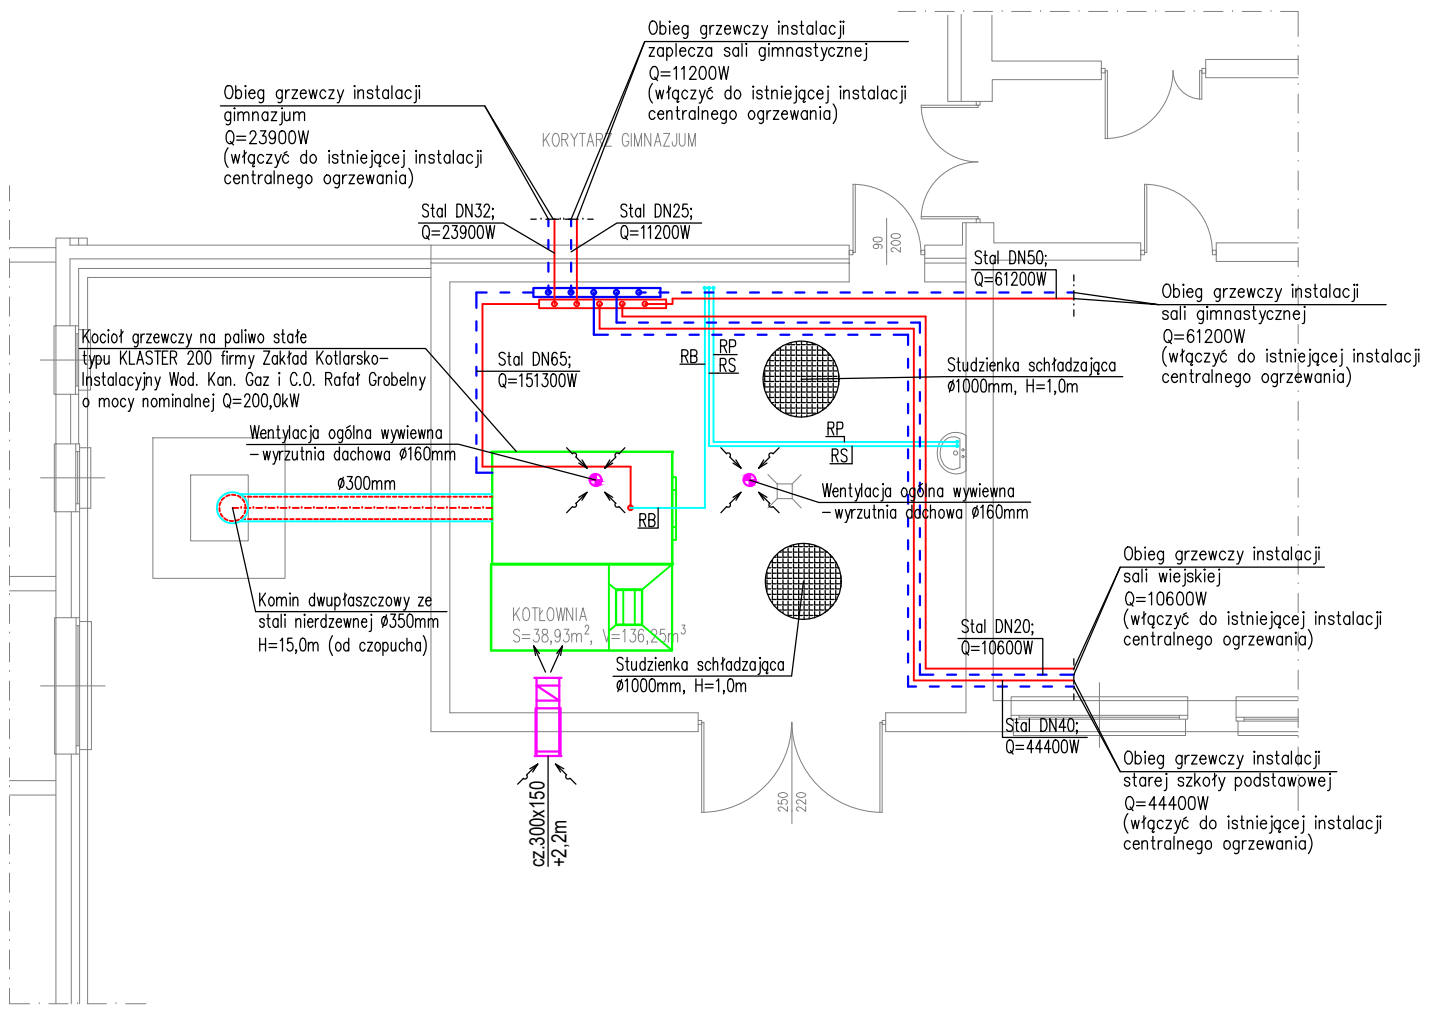 Obieg grzewczy instalacji
zaplecza sali gimnastycznej
Q=11200W
(włączyć do istniejącej instalacji
centralnego ogrzewania)
Obieg grzewczy instalacji
gimnazjum
Q=23900W
(włączyć do istniejącej instalacji
centralnego ogrzewania)
KORYTARZ GIMNAZJUM
Stal DN32;
Q=23900W
Stal DN25;
Q=11200W
90
200
Stal DN50;
Q=61200W
Obieg grzewczy instalacji
sali gimnastycznej
Q=61200W
(włączyć do istniejącej instalacji
centralnego ogrzewania)
Kocioł grzewczy na paliwo stałe
typu KLASTER 200 firmy Zakład Kotlarsko-
Instalacyjny Wod. Kan. Gaz i C.O. Rafał Grobelny
o mocy nominalnej Q=200,0kW
Stal DN65;
Q=151300W
RB
RP
RS
Studzienka schładzająca
ø1000mm, H=1,0m
Wentylacja ogólna wywiewna
-wyrzutnia dachowa ø160mm
RP
RS
ø300mm
Wentylacja ogólna wywiewna
-wyrzutnia dachowa ø160mm
RB
Komin dwupłaszczowy ze
stali nierdzewnej ø350mm
H=15,0m (od czopucha)
KOTŁOWNIA
S=38,93m², V=136,25m³
Studzienka schładzająca
ø1000mm, H=1,0m
Obieg grzewczy instalacji
sali wiejskiej
Q=10600W
(włączyć do istniejącej instalacji
centralnego ogrzewania)
Stal DN20;
Q=10600W
Stal DN40;
Q=44400W
Obieg grzewczy instalacji
starej szkoły podstawowej
Q=44400W
(włączyć do istniejącej instalacji
centralnego ogrzewania)
250
220
cz.300x150
+2,2m